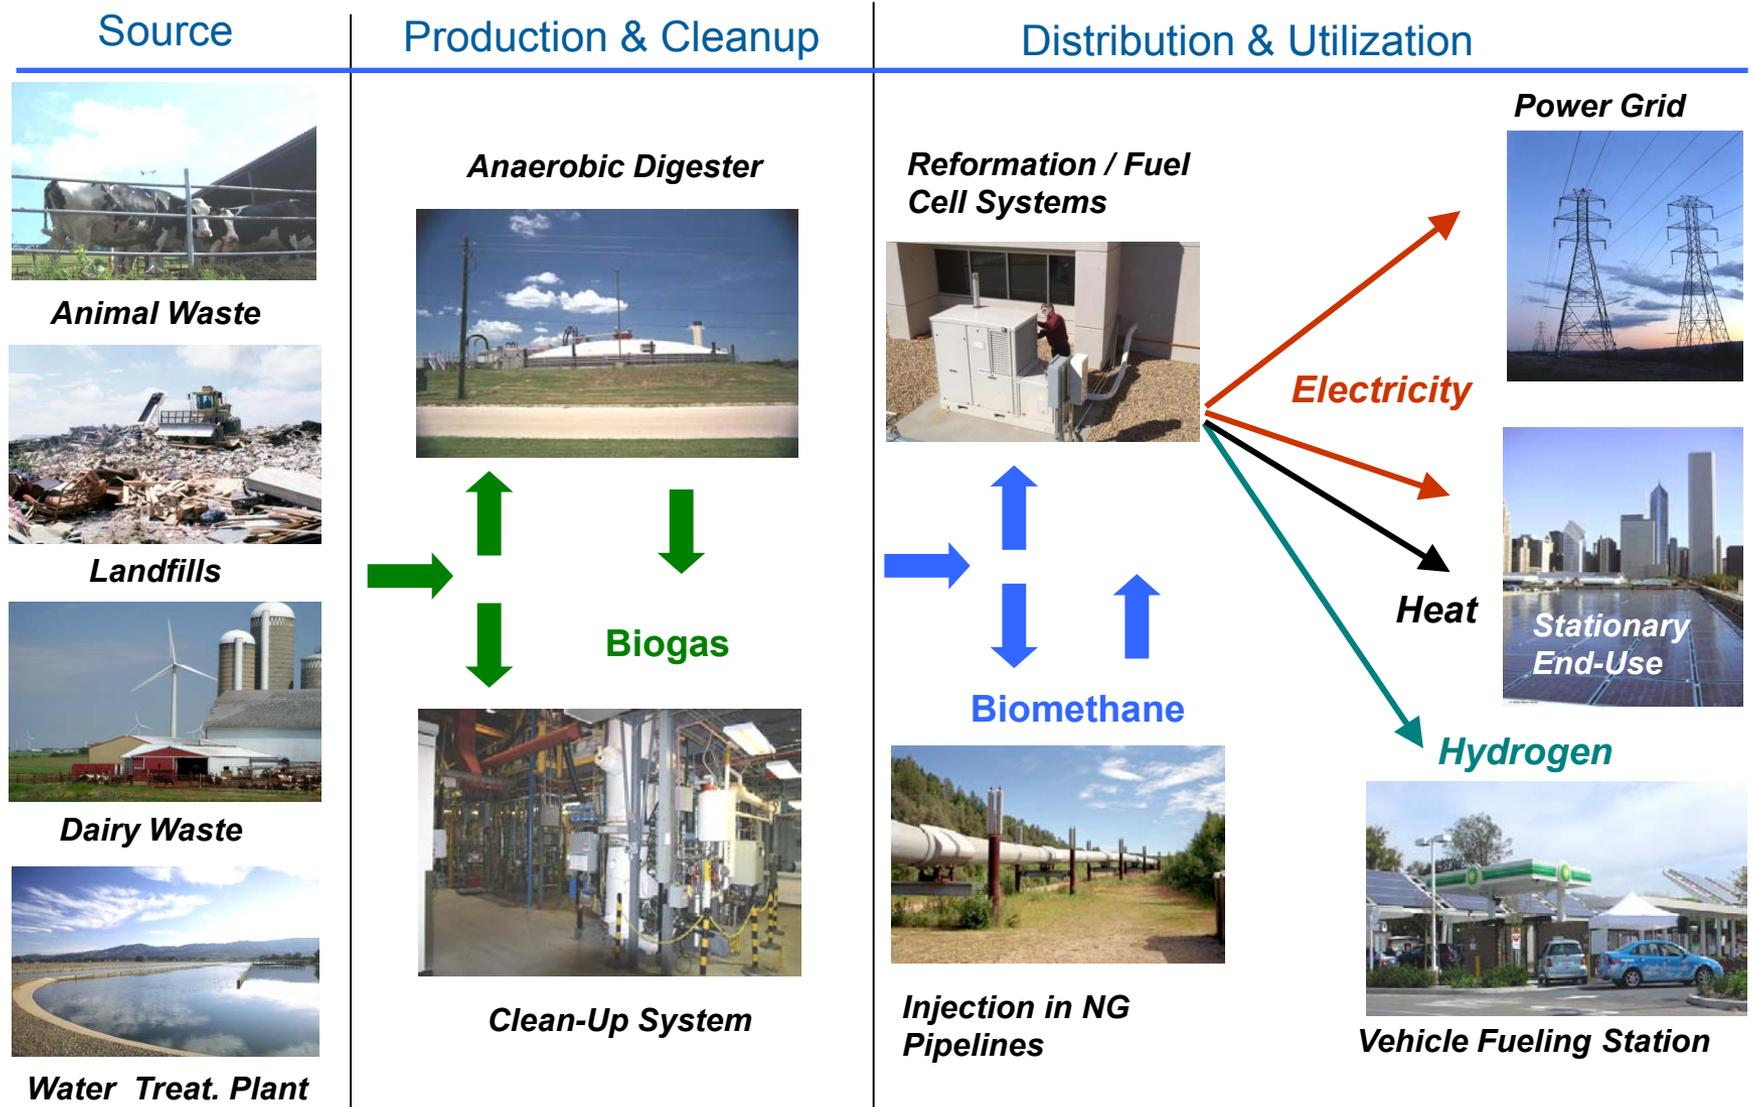 Source
Production & Cleanup
Distribution & Utilization
Animal Waste
Landfills
Dairy Waste
Water Treat. Plant
Anaerobic Digester
Biogas
Clean-Up System
Reformation / Fuel
Cell Systems
Biomethane
Injection in NG
Pipelines
Power Grid
Electricity
Heat
Stationary
End-Use
Hydrogen
Vehicle Fueling Station